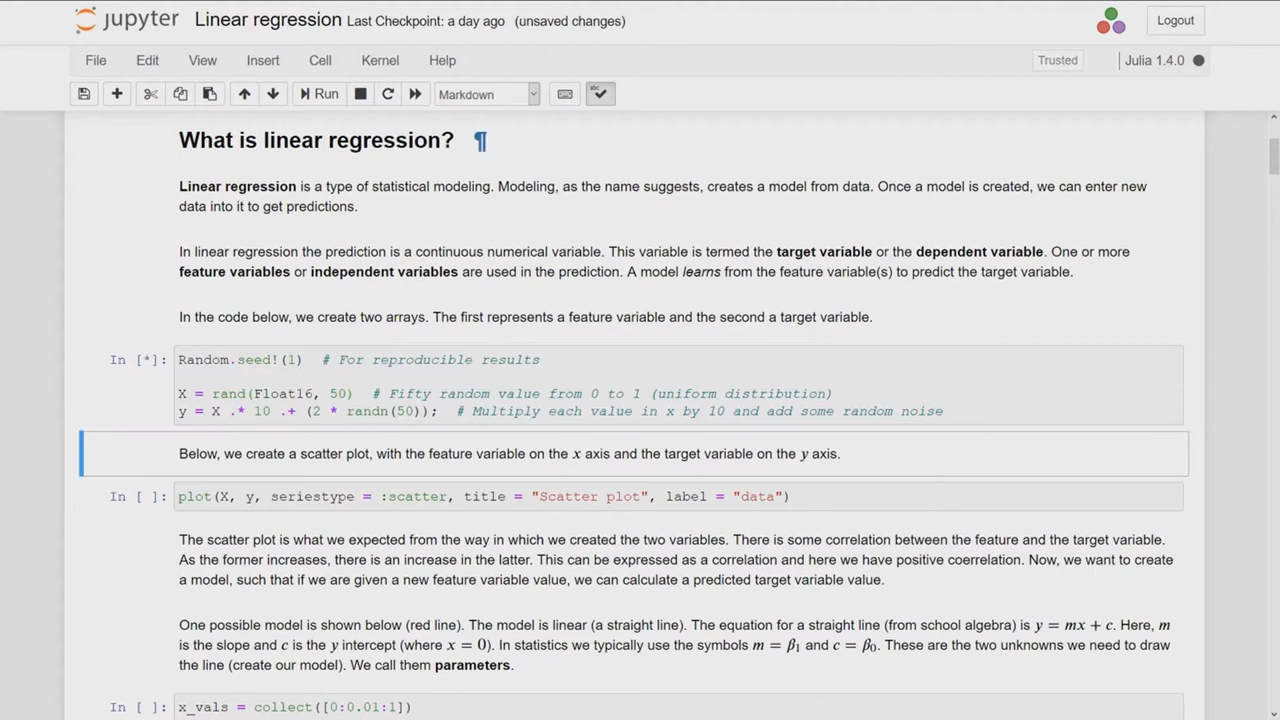 jupyter Linear regression Last Checkpoint: a day ago (unsaved changes) Logout
File Edit View Insert Cell Kernel Help Trusted Julia 1.4.0
Run Markdown
What is linear regression? ¶
Linear regression is a type of statistical modeling. Modeling, as the name suggests, creates a model from data. Once a model is created, we can enter new
data into it to get predictions.
In linear regression the prediction is a continuous numerical variable. This variable is termed the target variable or the dependent variable. One or more
feature variables or independent variables are used in the prediction. A model learns from the feature variable(s) to predict the target variable.
In the code below, we create two arrays. The first represents a feature variable and the second a target variable.
In [*]: Random.seed!(1)  # For reproducible results
X = rand(Float16, 50)  # Fifty random value from 0 to 1 (uniform distribution)
y = X .* 10 .+ (2 * randn(50));  # Multiply each value in x by 10 and add some random noise
Below, we create a scatter plot, with the feature variable on the x axis and the target variable on the y axis.
In [ ]: plot(X, y, seriestype = :scatter, title = "Scatter plot", label = "data")
The scatter plot is what we expected from the way in which we created the two variables. There is some correlation between the feature and the target variable.
As the former increases, there is an increase in the latter. This can be expressed as a correlation and here we have positive coerrelation. Now, we want to create
a model, such that if we are given a new feature variable value, we can calculate a predicted target variable value.
One possible model is shown below (red line). The model is linear (a straight line). The equation for a straight line (from school algebra) is y = mx + c. Here, m
is the slope and c is the y intercept (where x = 0). In statistics we typically use the symbols m = β₁ and c = β₀. These are the two unknowns we need to draw
the line (create our model). We call them parameters.
In [ ]: x_vals = collect([0:0.01:1])